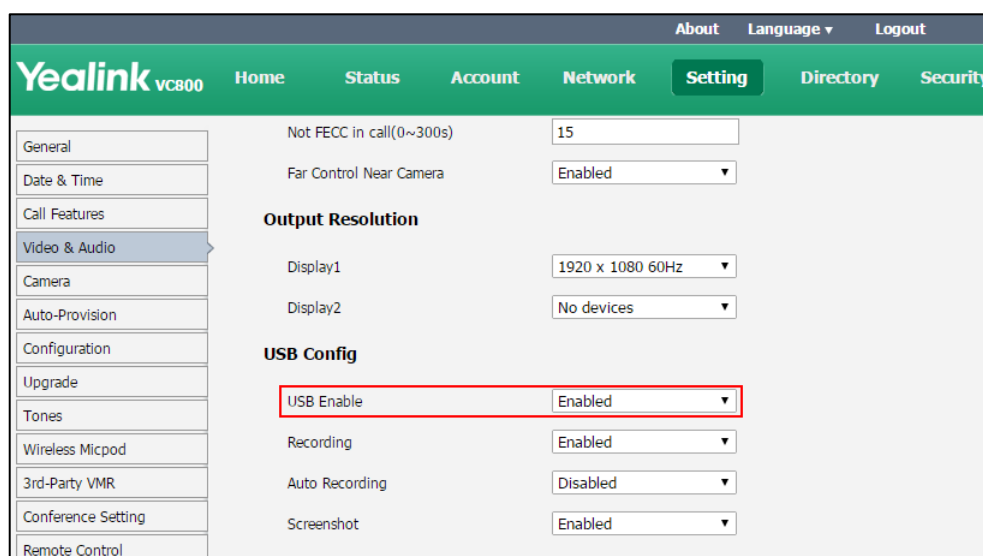 About Language ▾ Logout
Yealink VC800 Home Status Account Network Setting Directory Security
General
Date & Time
Call Features
Video & Audio
Camera
Auto-Provision
Configuration
Upgrade
Tones
Wireless Micpod
3rd-Party VMR
Conference Setting
Remote Control
Not FECC in call(0~300s) 15
Far Control Near Camera Enabled
Output Resolution
Display1 1920 x 1080 60Hz
Display2 No devices
USB Config
USB Enable Enabled
Recording Enabled
Auto Recording Disabled
Screenshot Enabled